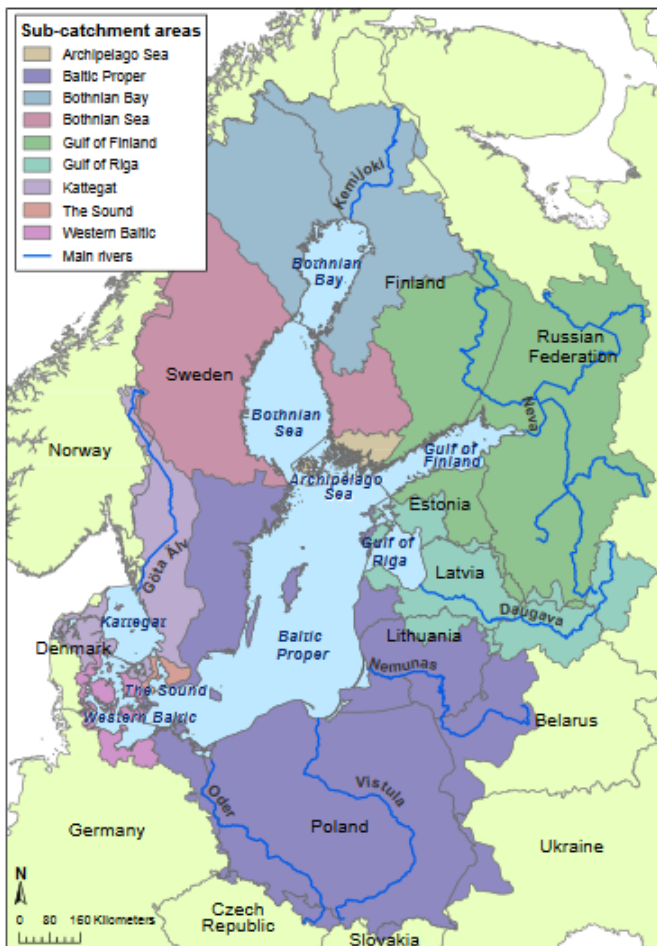 Sub-catchment areas
Archipelago Sea
Baltic Proper
Bothnian Bay
Bothnian Sea
Gulf of Finland
Gulf of Riga
Kattegat
The Sound
Western Baltic
Main rivers
Kemijoki
Bothnian
Bay
Finland
Russian
Federation
Sweden
Neva
Bothnian
Sea
Norway
Gulf of
Finland
Archipelago
Sea
Estonia
Göta Älv
Gulf of
Riga
Latvia
Daugava
Kattegat
Denmark
Baltic
Proper
Lithuania
Nemunas
The Sound
Western Baltic
Belarus
Oder
Vistula
Germany
Poland
Ukraine
N
Czech
Republic
0 80 160 Kilometers
Slovakia